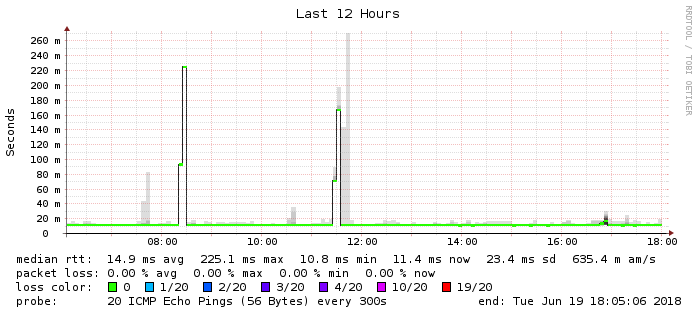 Last 12 Hours
RRDTOOL / TOBI OETIKER
Seconds
260 m
240 m
220 m
200 m
180 m
160 m
140 m
120 m
100 m
80 m
60 m
40 m
20 m
0
08:00 10:00 12:00 14:00 16:00 18:00
median rtt: 14.9 ms avg 225.1 ms max 10.8 ms min 11.4 ms now 23.4 ms sd 635.4 m am/s
packet loss: 0.00 % avg 0.00 % max 0.00 % min 0.00 % now
loss color: 0 1/20 2/20 3/20 4/20 10/20 19/20
probe: 20 ICMP Echo Pings (56 Bytes) every 300s end: Tue Jun 19 18:05:06 2018